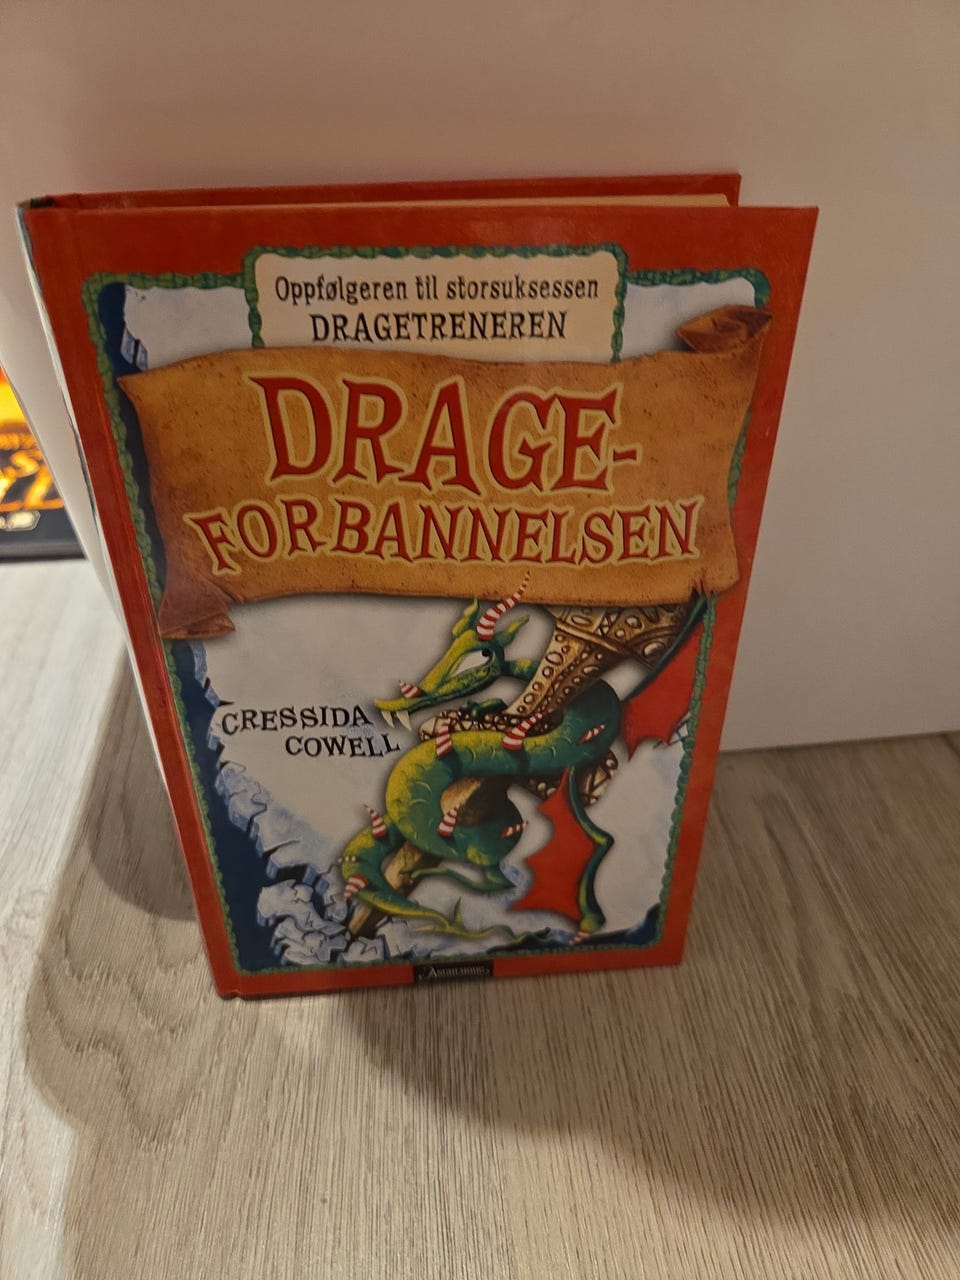 Oppfølgeren til storsuksessen
DRAGETRENEREN
DRAGE-
FORBANNELSEN
CRESSIDA
COWELL